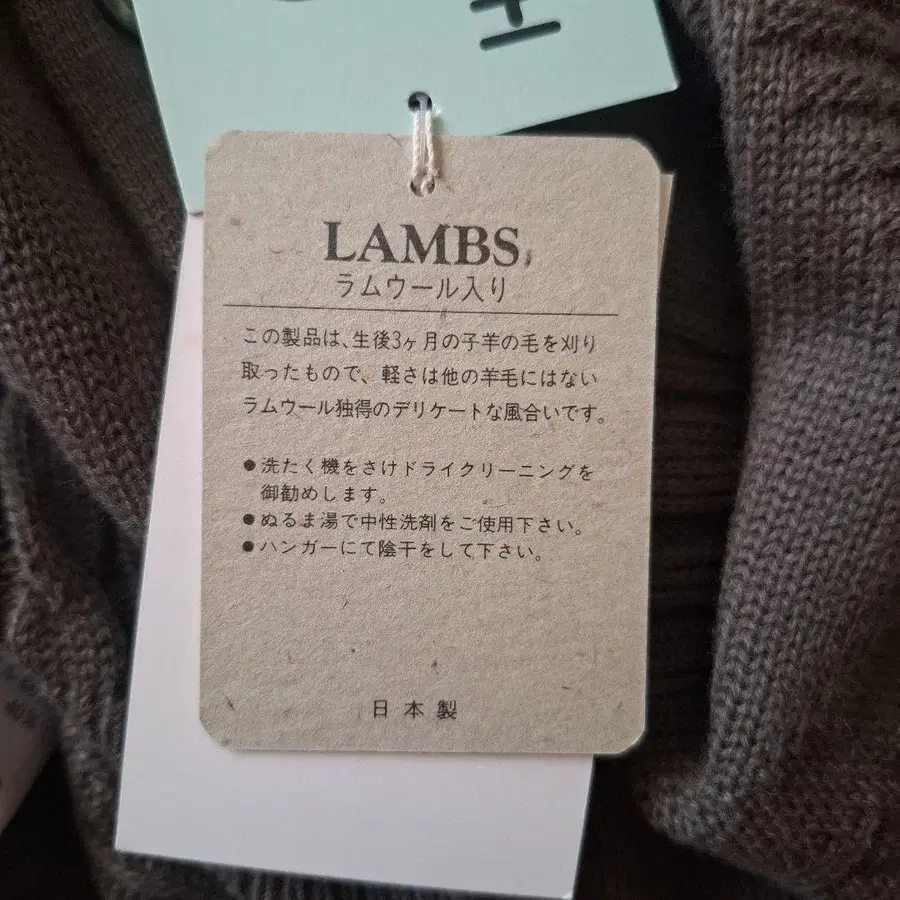 LAMBS
ラムウール入り
この製品は、生後3ヶ月の子羊の毛を刈り
取ったもので、軽さは他の羊毛にはない
ラムウール独得のデリケートな風合いです。
●洗たく機をさけドライクリーニングを
御勧めします。
●ぬるま湯で中性洗剤をご使用下さい。
●ハンガーにて陰干をして下さい。
日本製